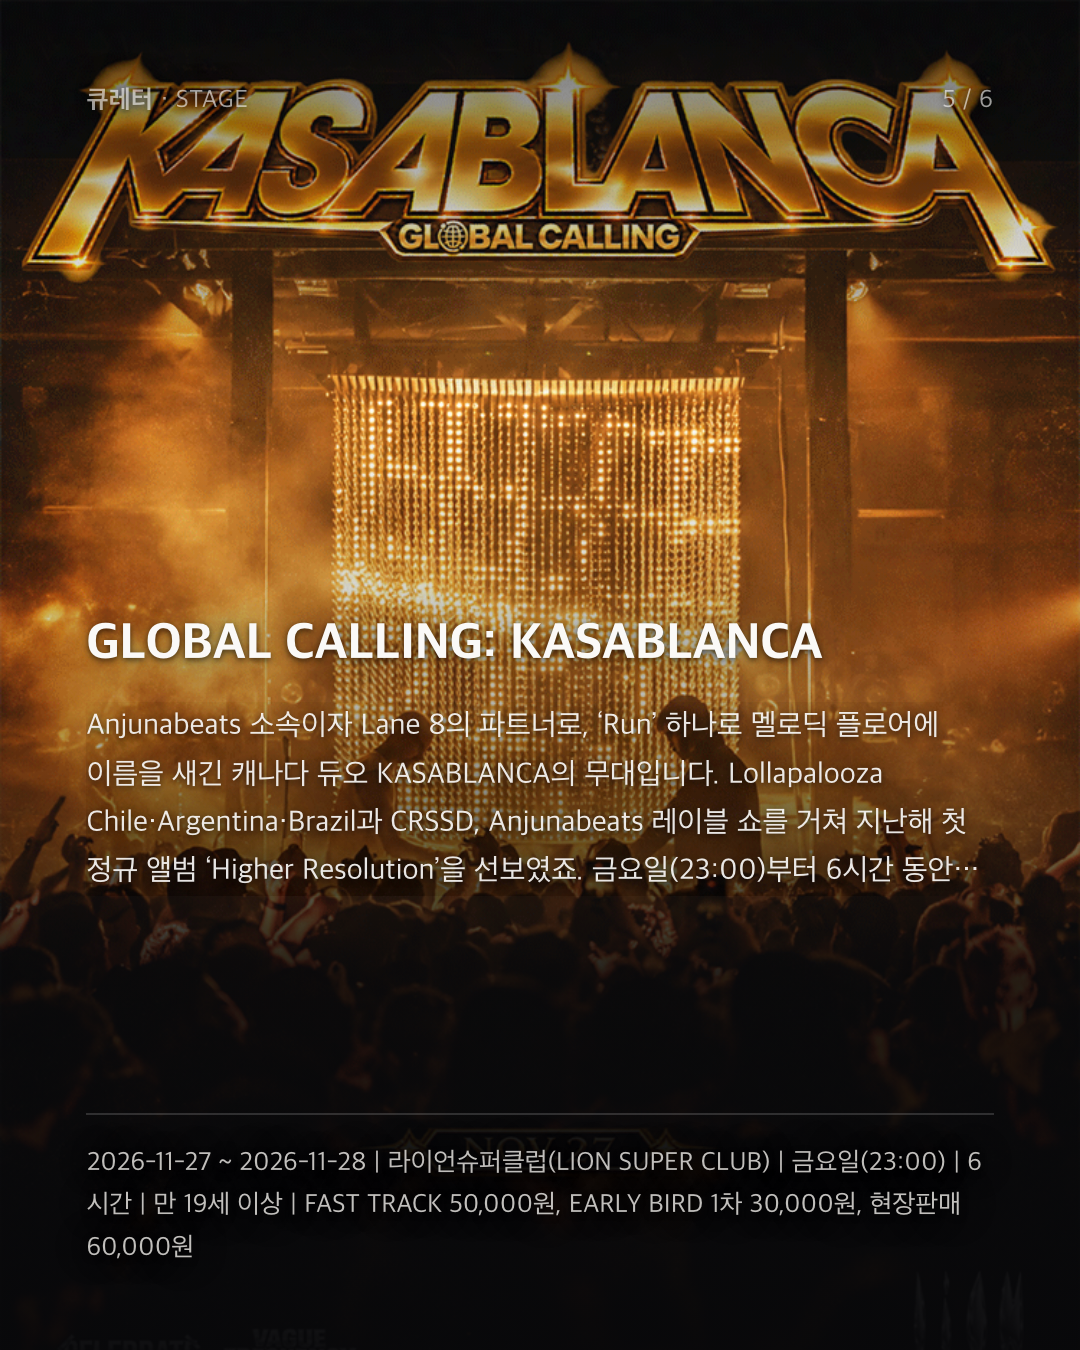 큐레터 · STAGE
5 / 6
KASABLANCA
GLOBAL CALLING
GLOBAL CALLING: KASABLANCA
Anjunabeats 소속이자 Lane 8의 파트너로, ‘Run’ 하나로 멜로딕 플로어에
이름을 새긴 캐나다 듀오 KASABLANCA의 무대입니다. Lollapalooza
Chile·Argentina·Brazil과 CRSSD, Anjunabeats 레이블 쇼를 거쳐 지난해 첫
정규 앨범 ‘Higher Resolution’을 선보였죠. 금요일(23:00)부터 6시간 동안…
NOV 27
2026-11-27 ~ 2026-11-28 | 라이언슈퍼클럽(LION SUPER CLUB) | 금요일(23:00) | 6
시간 | 만 19세 이상 | FAST TRACK 50,000원, EARLY BIRD 1차 30,000원, 현장판매
60,000원
VAGUE